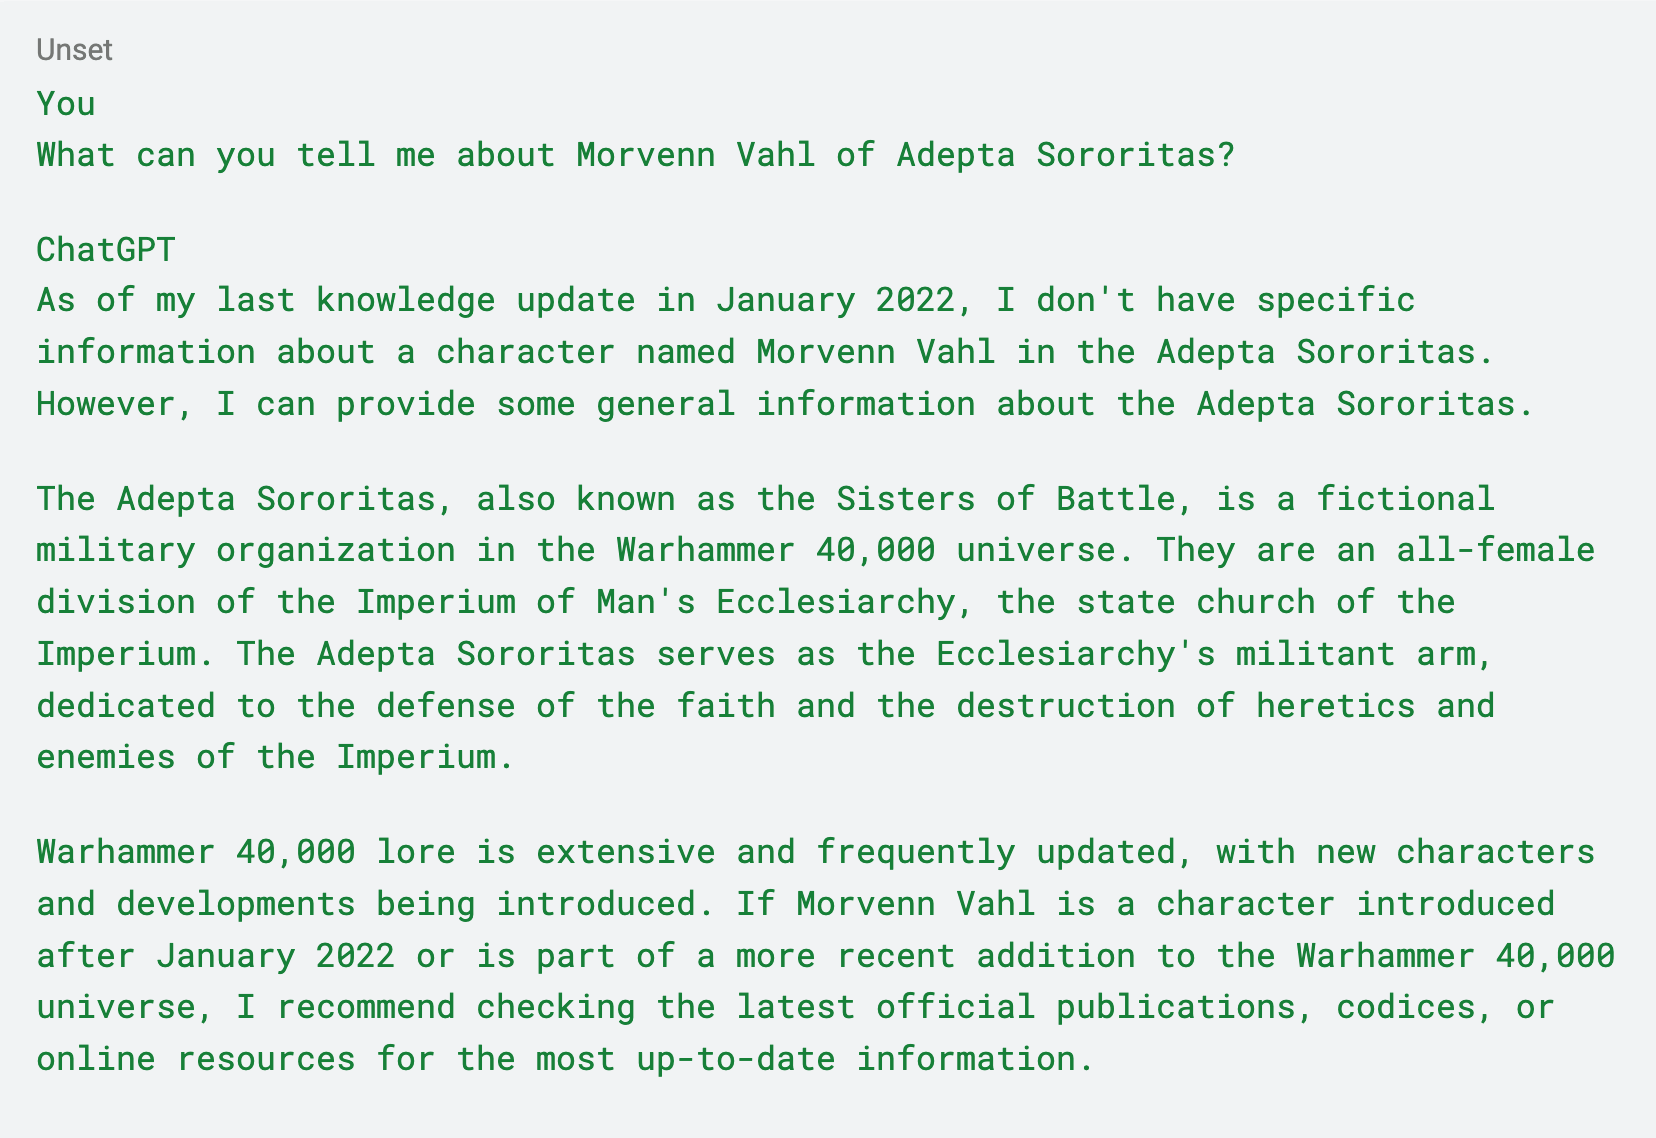 Unset
You
What can you tell me about Morvenn Vahl of Adepta Sororitas?
ChatGPT
As of my last knowledge update in January 2022, I don't have specific
information about a character named Morvenn Vahl in the Adepta Sororitas.
However, I can provide some general information about the Adepta Sororitas.
The Adepta Sororitas, also known as the Sisters of Battle, is a fictional
military organization in the Warhammer 40,000 universe. They are an all-female
division of the Imperium of Man's Ecclesiarchy, the state church of the
Imperium. The Adepta Sororitas serves as the Ecclesiarchy's militant arm,
dedicated to the defense of the faith and the destruction of heretics and
enemies of the Imperium.
Warhammer 40,000 lore is extensive and frequently updated, with new characters
and developments being introduced. If Morvenn Vahl is a character introduced
after January 2022 or is part of a more recent addition to the Warhammer 40,000
universe, I recommend checking the latest official publications, codices, or
online resources for the most up-to-date information.